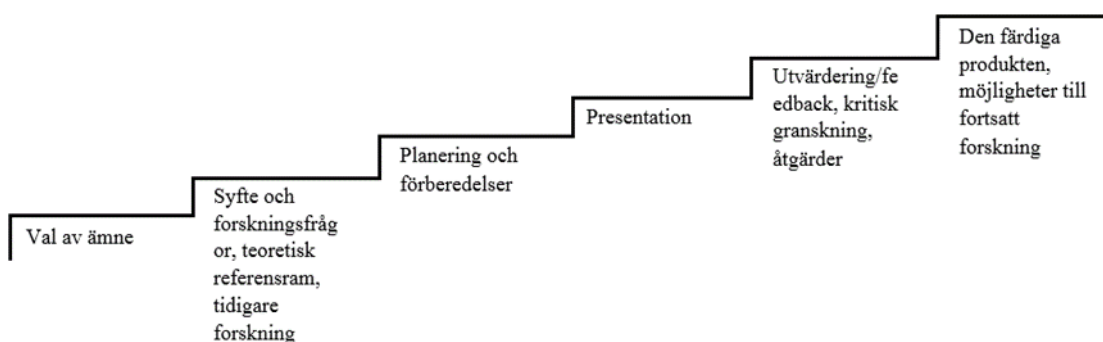 Val av ämne
Syfte och
forskningsfråg
or, teoretisk
referensram,
tidigare
forskning
Planering och
förberedelser
Presentation
Utvärdering/fe
edback, kritisk
granskning,
åtgärder
Den färdiga
produkten,
möjligheter till
fortsatt
forskning